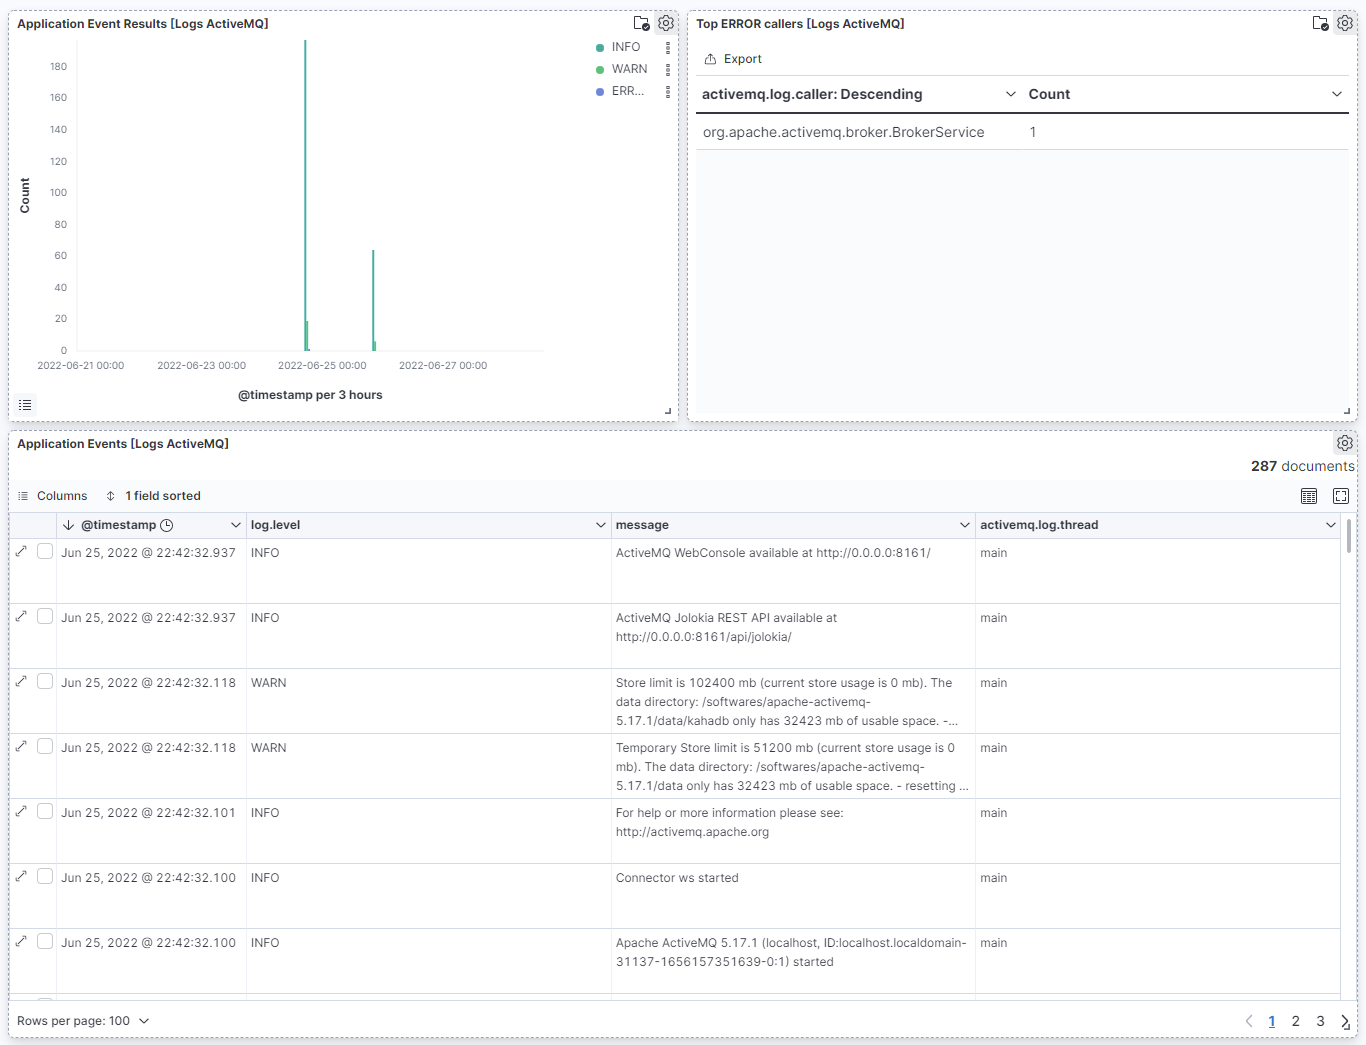 Application Event Results [Logs ActiveMQ]
INFO
WARN
ERR...
180
160
140
120
100
80
60
40
20
0
Count
2022-06-21 00:00
2022-06-23 00:00
2022-06-25 00:00
2022-06-27 00:00
@timestamp per 3 hours
Top ERROR callers [Logs ActiveMQ]
Export
activemq.log.caller: Descending Count
org.apache.activemq.broker.BrokerService 1
Application Events [Logs ActiveMQ]
287 documents
Columns 1 field sorted
@timestamp log.level message activemq.log.thread
Jun 25, 2022 @ 22:42:32.937 INFO ActiveMQ WebConsole available at http://0.0.0.0:8161/ main
Jun 25, 2022 @ 22:42:32.937 INFO ActiveMQ Jolokia REST API available at main
http://0.0.0.0:8161/api/jolokia/
Jun 25, 2022 @ 22:42:32.118 WARN Store limit is 102400 mb (current store usage is 0 mb). The main
data directory: /softwares/apache-activemq-
5.17.1/data/kahadb only has 32423 mb of usable space. -...
Jun 25, 2022 @ 22:42:32.118 WARN Temporary Store limit is 51200 mb (current store usage is 0 main
mb). The data directory: /softwares/apache-activemq-
5.17.1/data only has 32423 mb of usable space. - resetting ...
Jun 25, 2022 @ 22:42:32.101 INFO For help or more information please see: main
http://activemq.apache.org
Jun 25, 2022 @ 22:42:32.100 INFO Connector ws started main
Jun 25, 2022 @ 22:42:32.100 INFO Apache ActiveMQ 5.17.1 (localhost, ID:localhost.localdomain- main
31137-1656157351639-0:1) started
Rows per page: 100
1 2 3